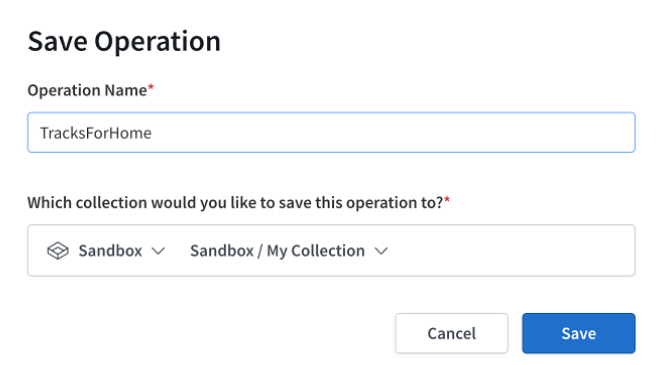 Save Operation
Operation Name*
TracksForHome
Which collection would you like to save this operation to?*
Sandbox Sandbox / My Collection
Cancel Save